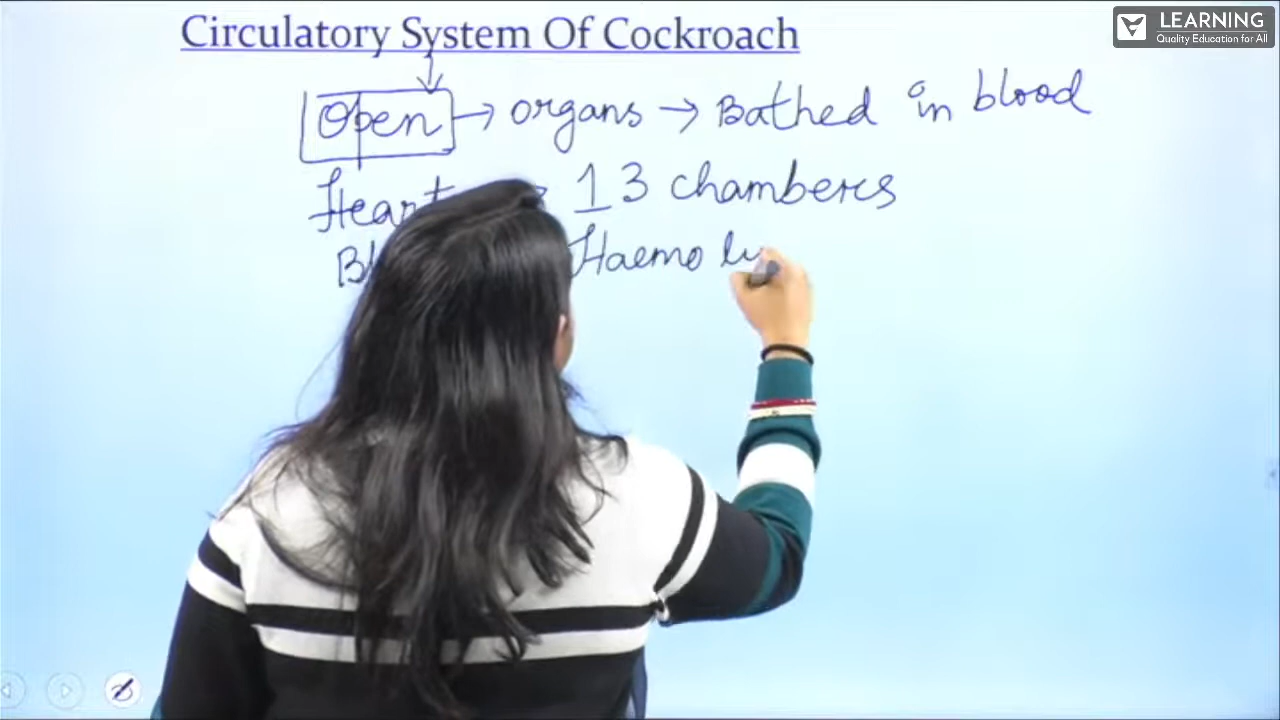 Circulatory System Of Cockroach
LEARNING
Quality Education for All
Open → organs → Bathed in blood
Heart 13 chambers
Haemo